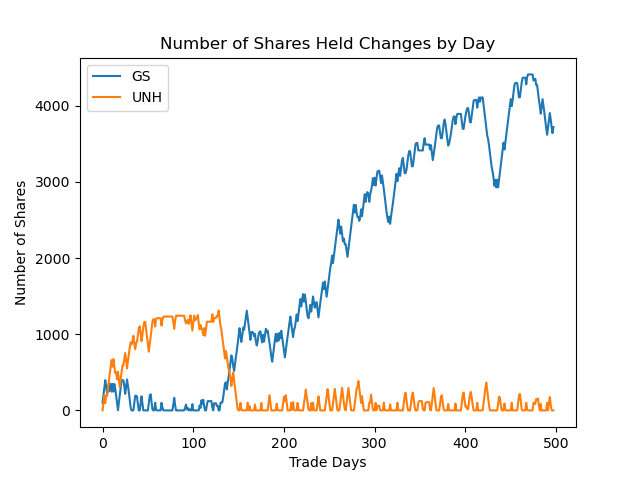 Number of Shares Held Changes by Day
GS
UNH
4000
3000
2000
1000
0
Number of Shares
0 100 200 300 400 500
Trade Days